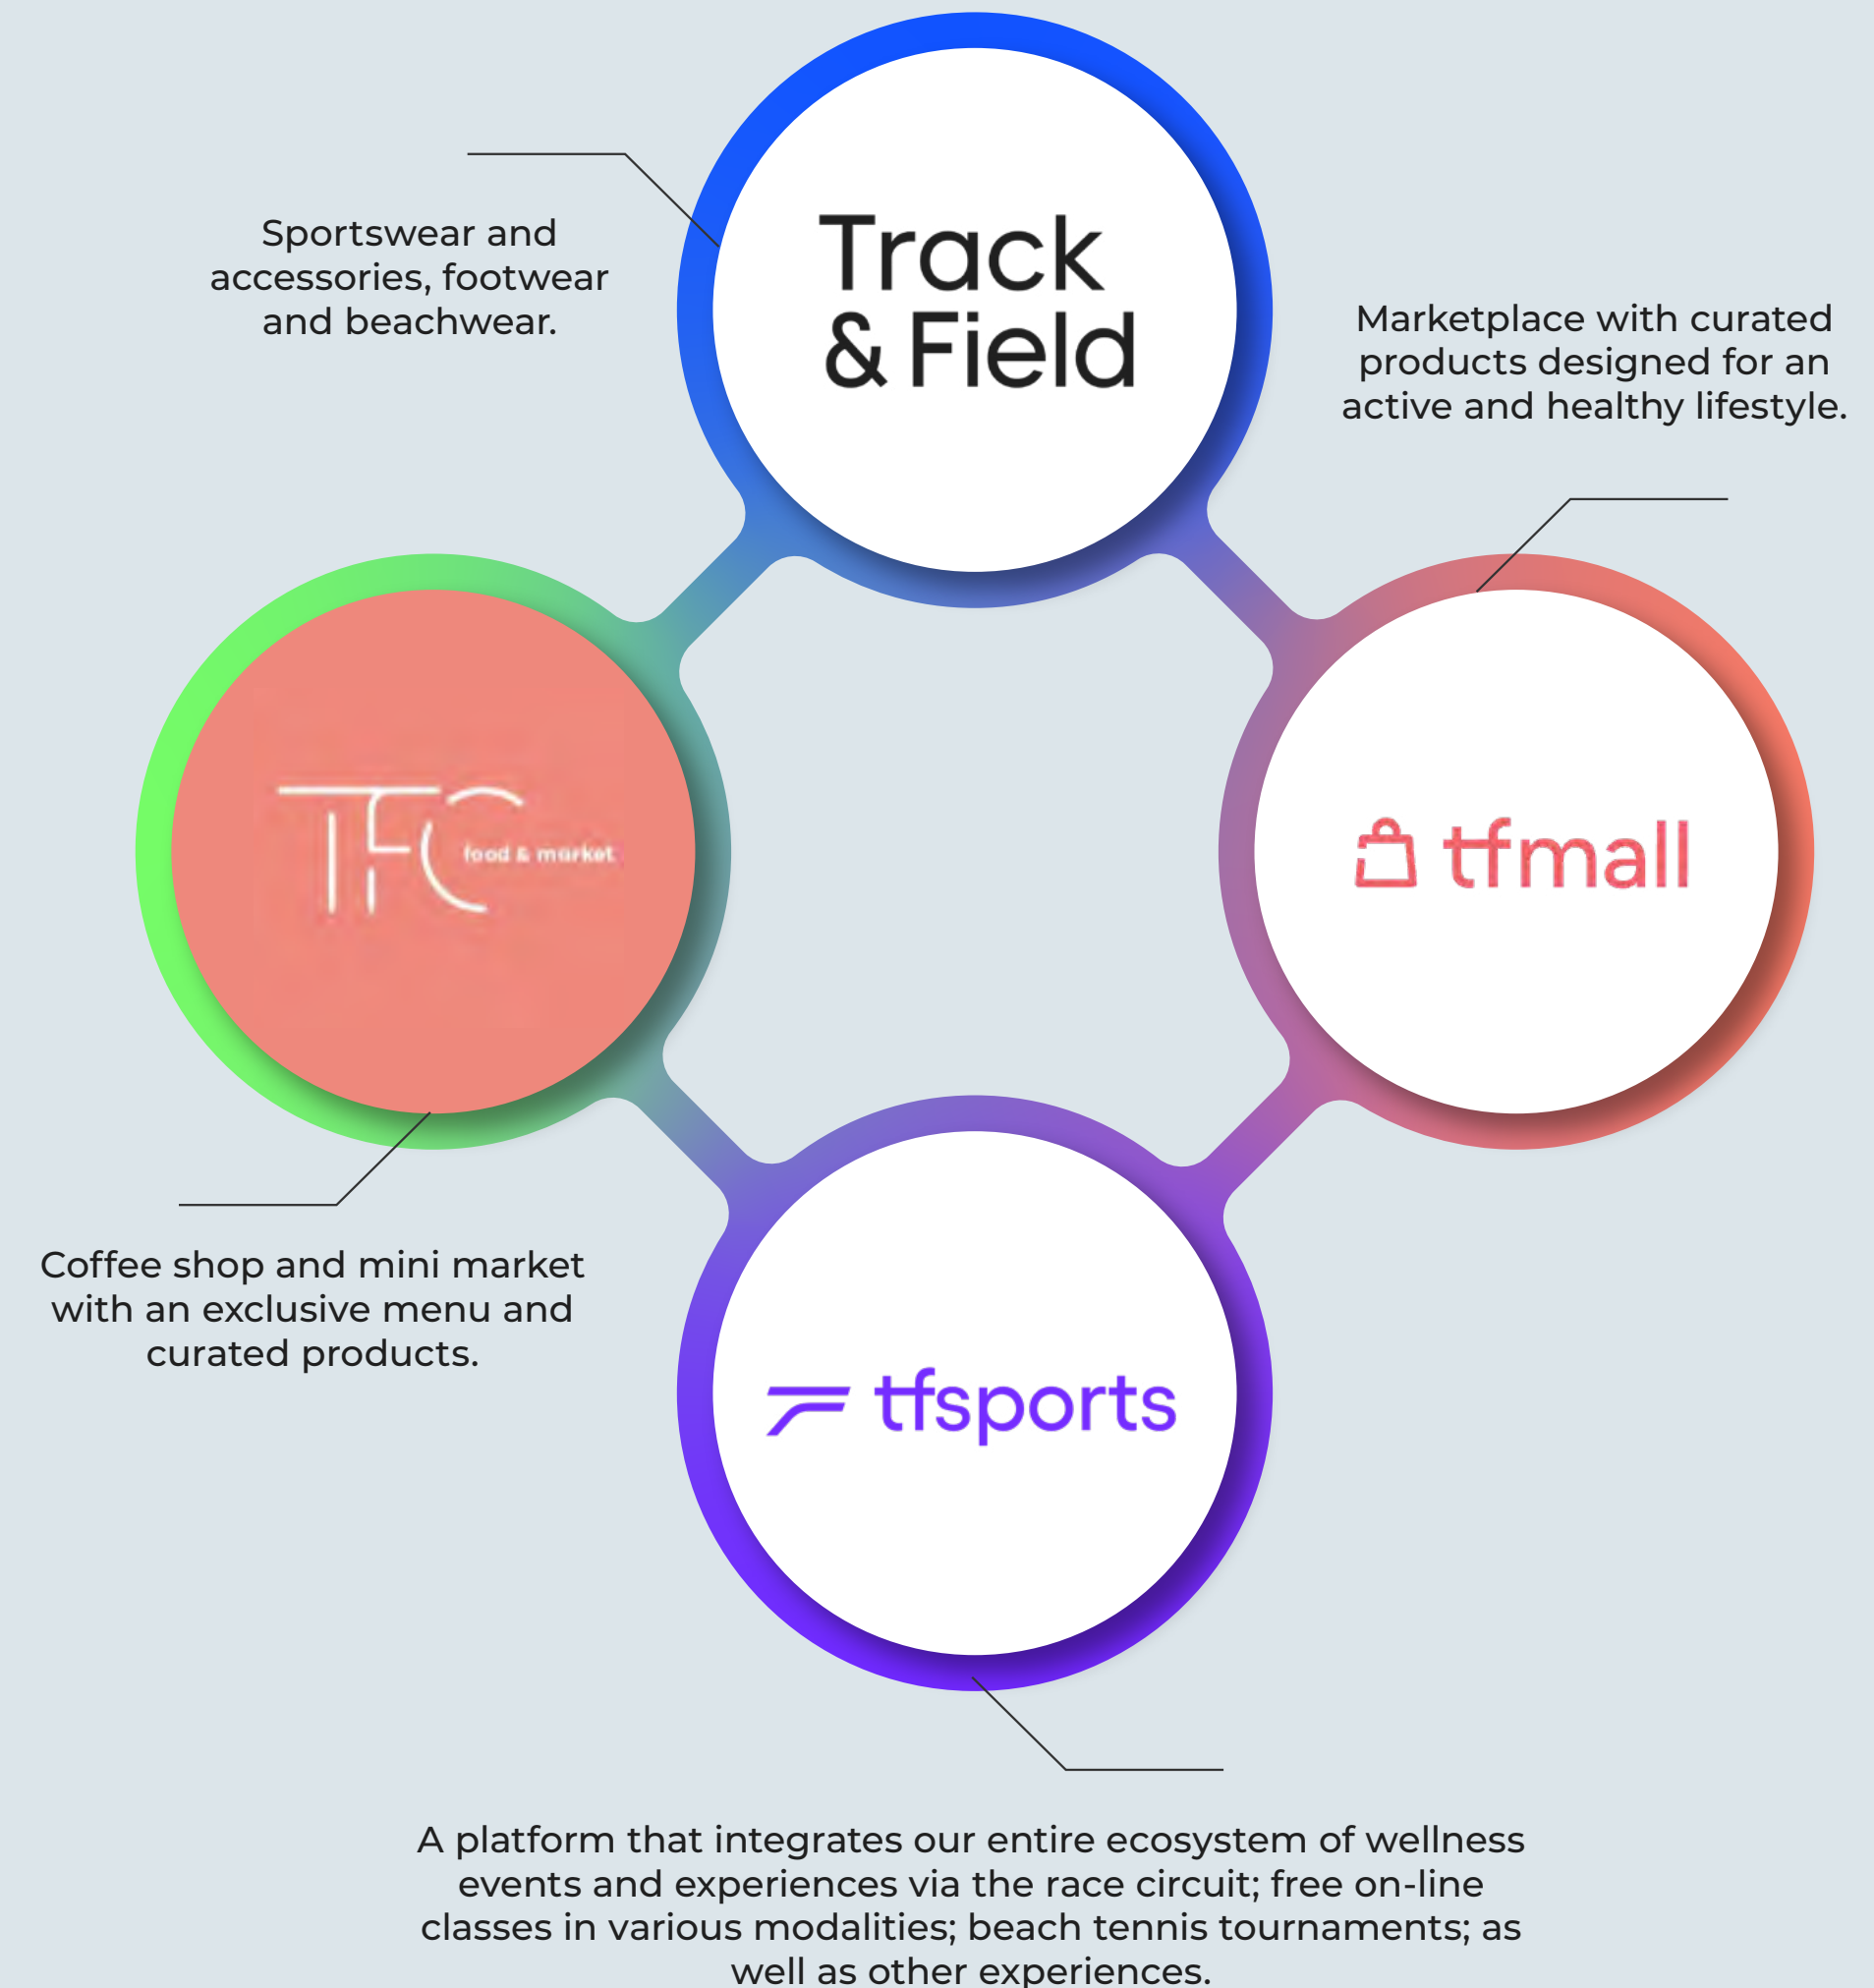 Track
& Field
Sportswear and
accessories, footwear
and beachwear.
Marketplace with curated
products designed for an
active and healthy lifestyle.
TFC
food & market
tfmall
Coffee shop and mini market
with an exclusive menu and
curated products.
tfsports
A platform that integrates our entire ecosystem of wellness
events and experiences via the race circuit; free on-line
classes in various modalities; beach tennis tournaments; as
well as other experiences.